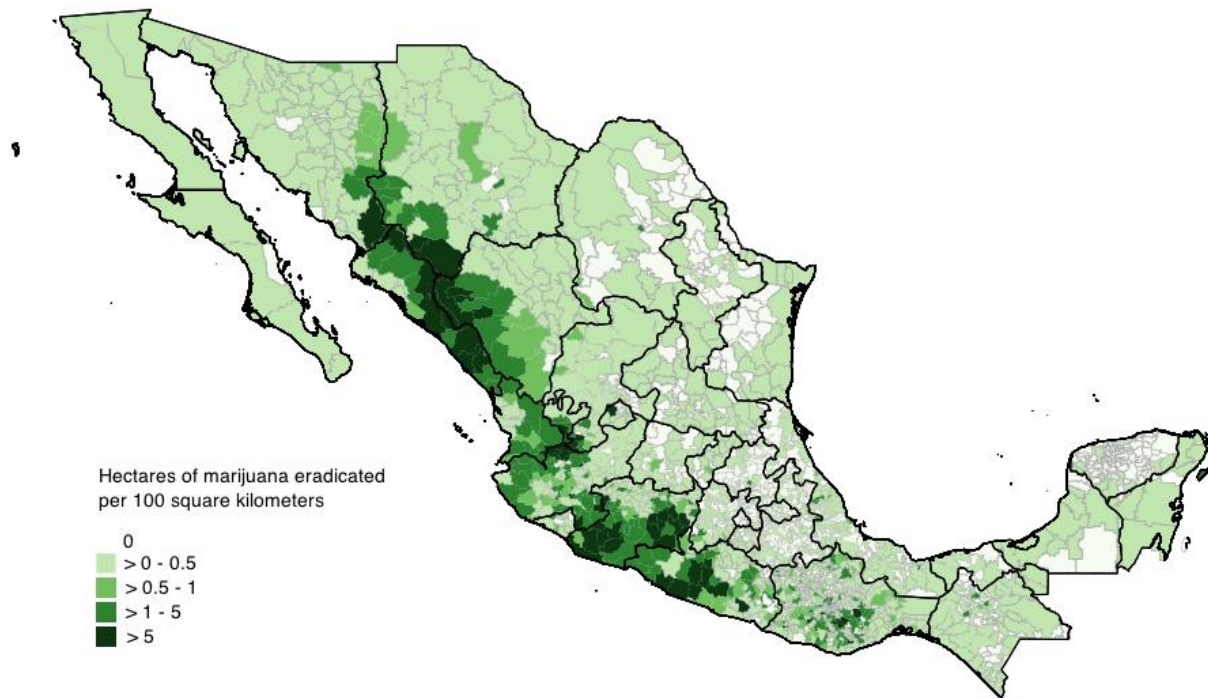 Hectares of marijuana eradicated
per 100 square kilometers
0
> 0 - 0.5
> 0.5 - 1
> 1 - 5
> 5